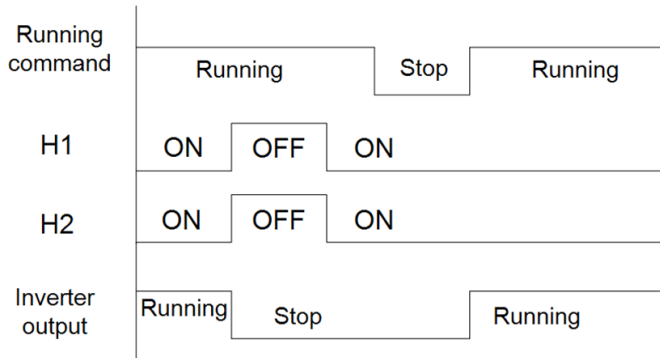 Running
command
Running
Stop
Running
H1
ON
OFF
ON
H2
ON
OFF
ON
Inverter
output
Running
Stop
Running